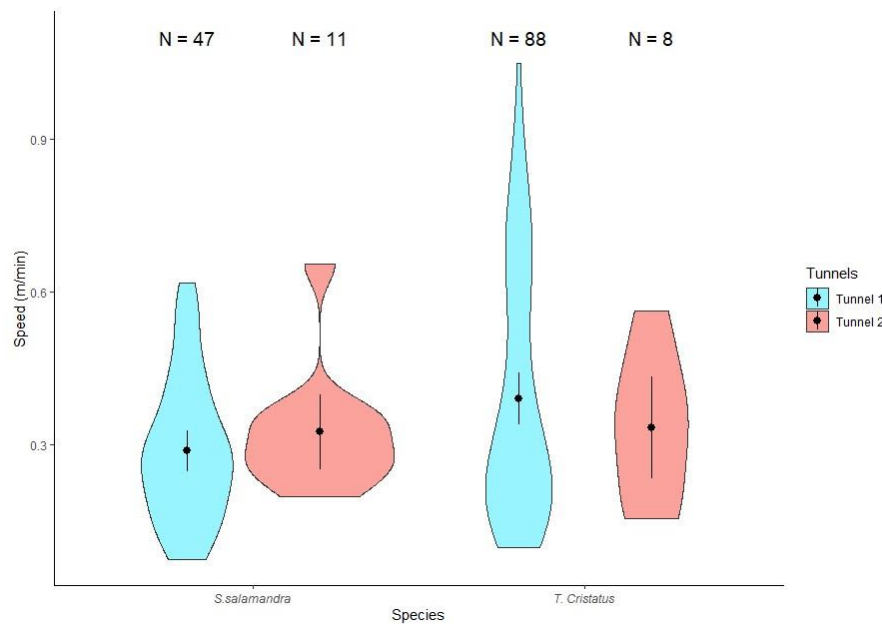 N = 47 N = 11 N = 88 N = 8
0.9
0.6
0.3
Speed (m/min)
S.salamandra T. Cristatus
Species
Tunnels
Tunnel 1
Tunnel 2